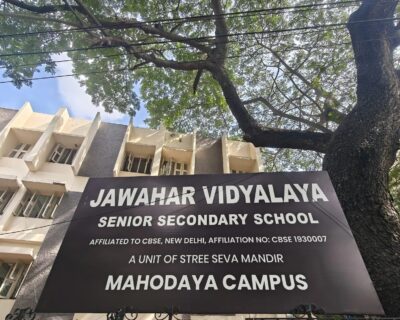 JAWAHAR VIDYALAYA
SENIOR SECONDARY SCHOOL
AFFILIATED TO CBSE, NEW DELHI, AFFILIATION NO: CBSE 1930007
A UNIT OF STREE SEVA MANDIR
MAHODAYA CAMPUS